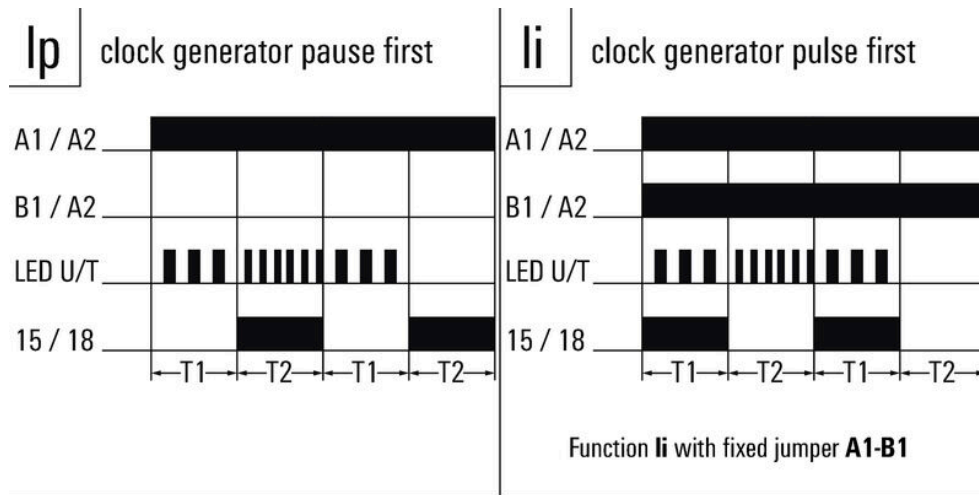 Ip clock generator pause first
A1 / A2
B1 / A2
LED U/T
15 / 18
T1 T2 T1 T2
Ii clock generator pulse first
A1 / A2
B1 / A2
LED U/T
15 / 18
T1 T2 T1 T2
Function Ii with fixed jumper A1-B1